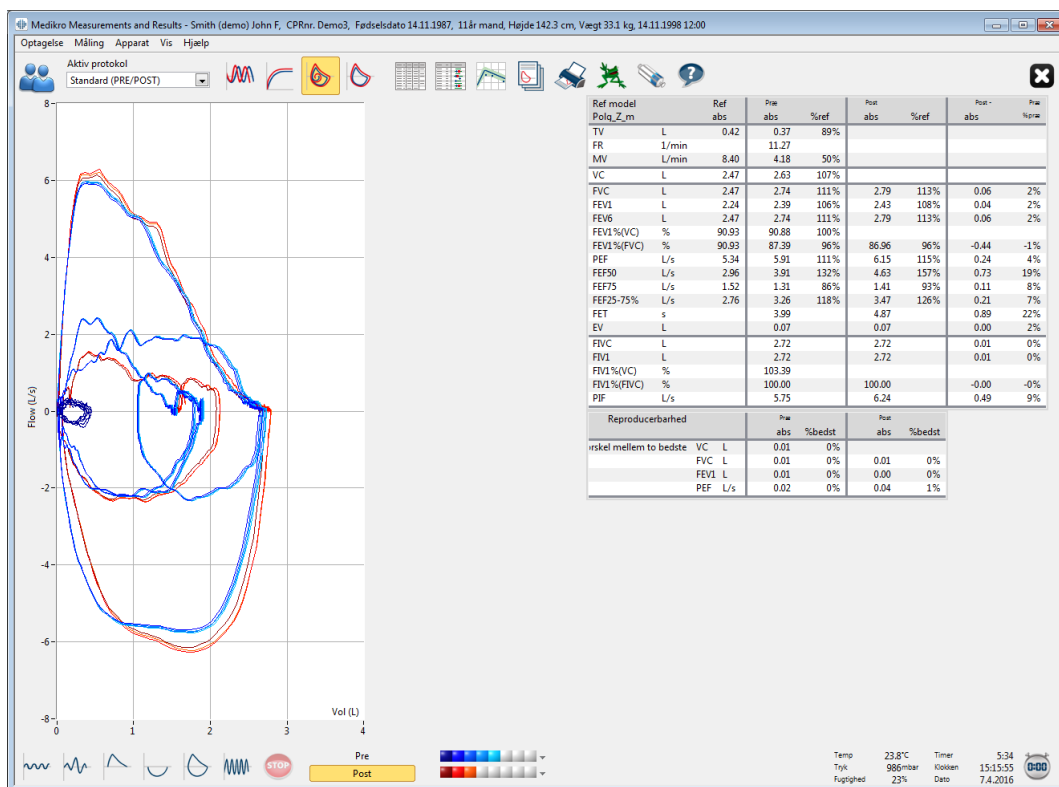 Medikro Measurements and Results - Smith (demo) John F, CPRnr. Demo3, Fødselsdato 14.11.1987, 11år mand, Højde 142.3 cm, Vægt 33.1 kg, 14.11.1998 12:00
Optagelse Måling Apparat Vis Hjælp
Aktiv protokol
Standard (PRE/POST)
Ref model Ref Præ Post Post - Præ
Polg_Z_m abs abs %ref abs %ref abs %præ
TV L 0.42 0.37 89%
FR 1/min 11.27
MV L/min 8.40 4.18 50%
VC L 2.47 2.63 107%
FVC L 2.47 2.74 111% 2.79 113% 0.06 2%
FEV1 L 2.24 2.39 106% 2.43 108% 0.04 2%
FEV6 L 2.47 2.74 111% 2.79 113% 0.06 2%
FEV1%(VC) % 90.93 90.88 100%
FEV1%(FVC) % 90.93 87.39 96% 86.96 96% -0.44 -1%
PEF L/s 5.34 5.91 111% 6.15 115% 0.24 4%
FEF50 L/s 2.96 3.91 132% 4.63 157% 0.73 19%
FEF75 L/s 1.52 1.31 86% 1.41 93% 0.11 8%
FEF25-75% L/s 2.76 3.26 118% 3.47 126% 0.21 7%
FET s 3.99 4.87 0.89 22%
EV L 0.07 0.07 0.00 2%
FIVC L 2.72 2.72 0.01 0%
FIV1 L 2.72 2.72 0.01 0%
FIV1%(VC) % 103.39
FIV1%(FIVC) % 100.00 100.00 -0.00 -0%
PIF L/s 5.75 6.24 0.49 9%
Reproducerbarhed Præ Post
abs %bedst abs %bedst
rskel mellem to bedste VC L 0.01 0%
FVC L 0.01 0% 0.01 0%
FEV1 L 0.01 0% 0.00 0%
PEF L/s 0.02 0% 0.04 1%
8
6
4
2
0
-2
-4
-6
-8
Flow (L/s)
Vol (L)
0 1 2 3 4
STOP
Pre
Post
Temp 23.8°C Timer 5:34
Tryk 986mbar Klokken 15:15:55
Fugtighed 23% Dato 7.4.2016
0:00